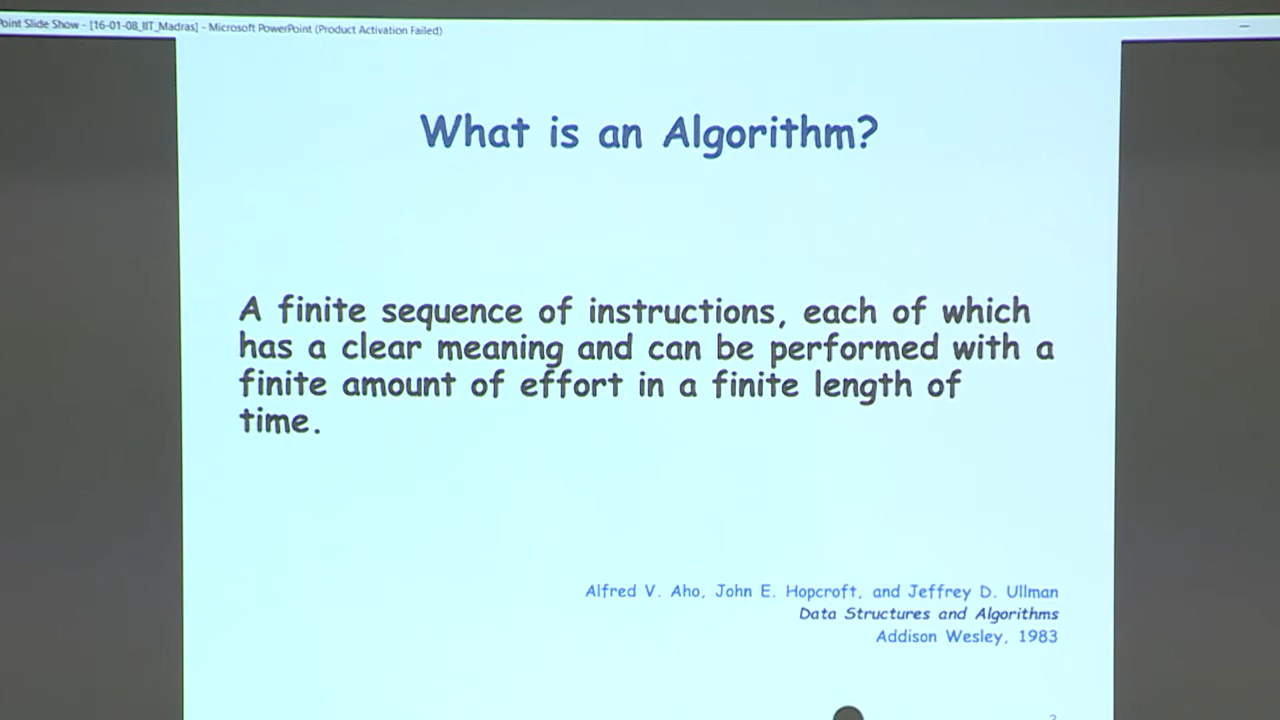 Point Slide Show - [16-01-08_IIT_Madras] - Microsoft PowerPoint (Product Activation Failed)
What is an Algorithm?
A finite sequence of instructions, each of which
has a clear meaning and can be performed with a
finite amount of effort in a finite length of
time.
Alfred V. Aho, John E. Hopcroft, and Jeffrey D. Ullman
Data Structures and Algorithms
Addison Wesley, 1983